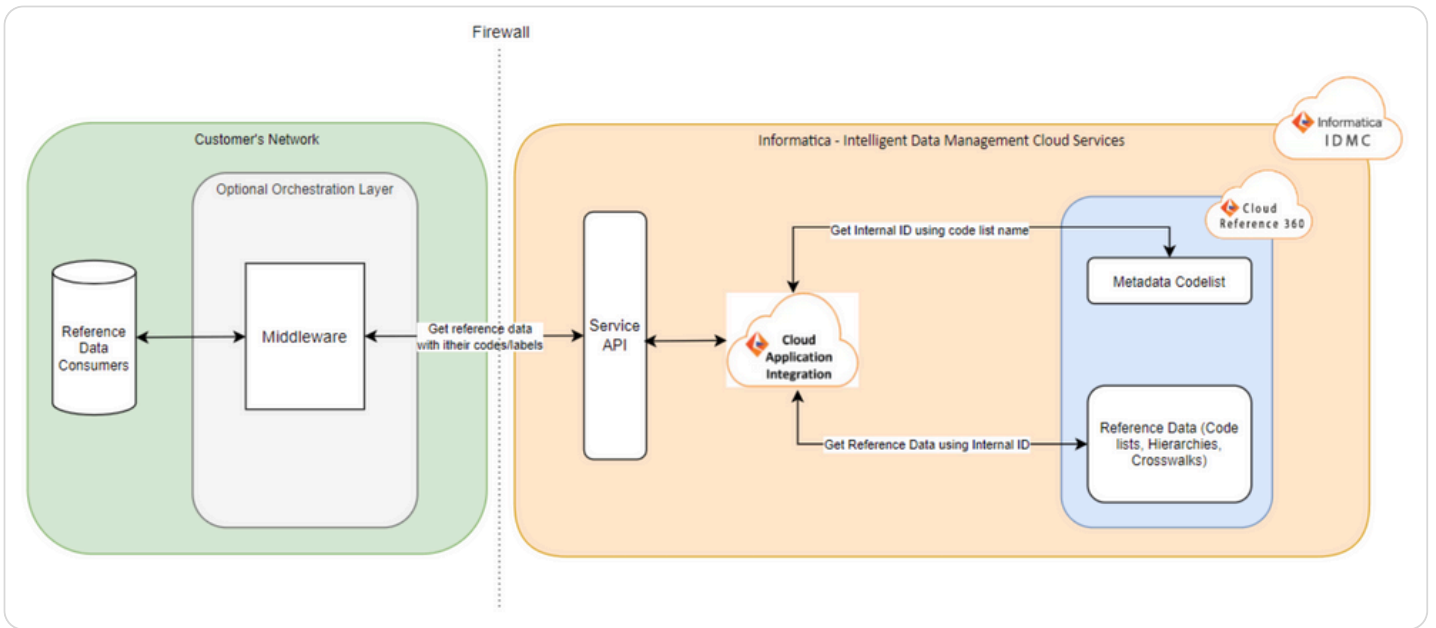 Firewall
Customer's Network
Optional Orchestration Layer
Reference
Data
Consumers
Middleware
Get reference data
with itheir codes/labels
Informatica - Intelligent Data Management Cloud Services
Informatica
IDMC
Service
API
Cloud
Application
Integration
Get Internal ID using code list name
Get Reference Data using Internal ID
Cloud
Reference 360
Metadata Codelist
Reference Data (Code
lists, Hierarchies,
Crosswalks)